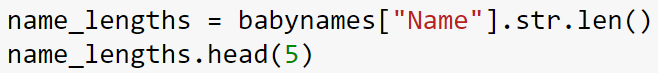 name_lengths = babynames["Name"].str.len()
name_lengths.head(5)